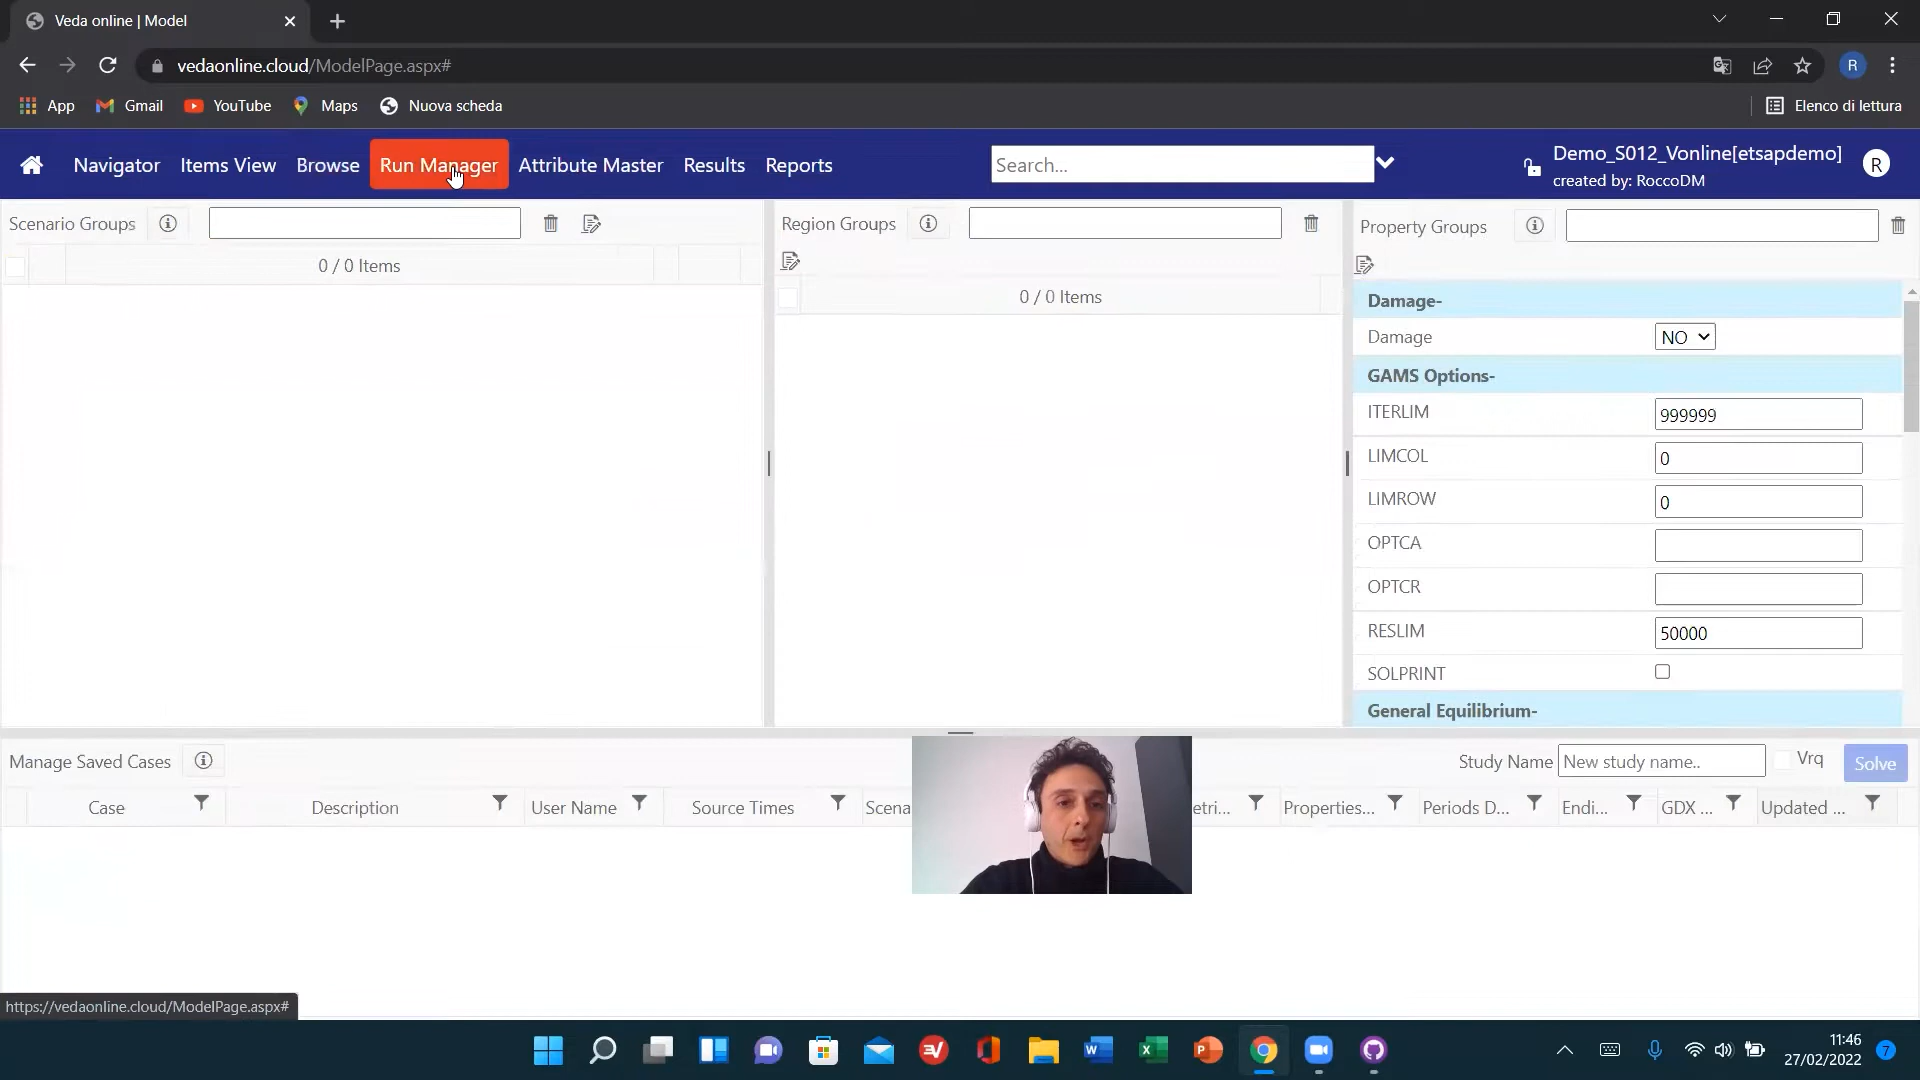 Veda online | Model
vedaonline.cloud/ModelPage.aspx#
R
App Gmail YouTube Maps Nuova scheda Elenco di lettura
Navigator Items View Browse Run Manager Attribute Master Results Reports Search... Demo_S012_Vonline[etsapdemo] R
created by: RoccoDM
Scenario Groups Region Groups Property Groups
0 / 0 Items
0 / 0 Items
Damage-
Damage NO
GAMS Options-
ITERLIM 999999
LIMCOL 0
LIMROW 0
OPTCA
OPTCR
RESLIM 50000
SOLPRINT
General Equilibrium-
Manage Saved Cases Study Name New study name.. Vrq Solve
Case Description User Name Source Times Scena etri... Properties... Periods D... Endi... GDX ... Updated ...
https://vedaonline.cloud/ModelPage.aspx#
11:46
27/02/2022 7